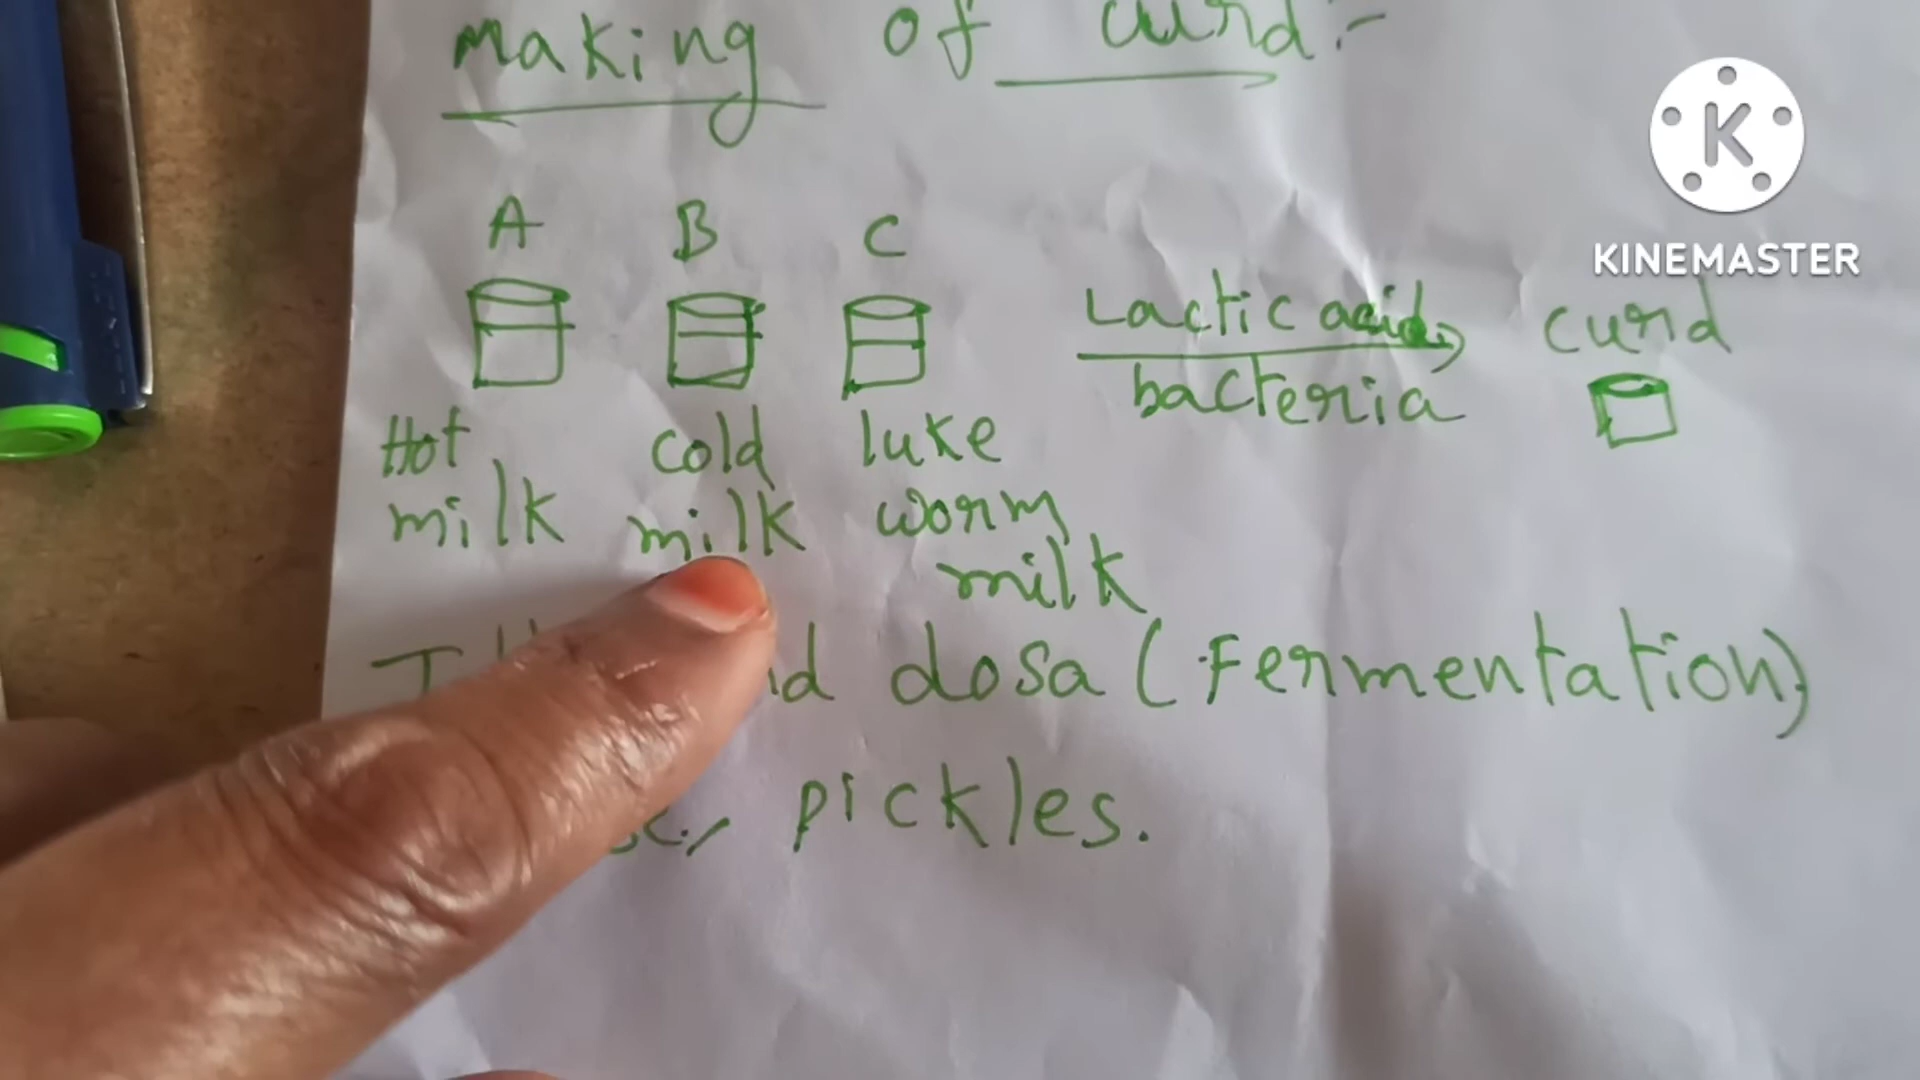 Making of curd:-
A B C
Lactic acid curd
bacteria
Hot cold luke
milk milk worm
milk
dosa (Fermentation)
pickles.
KINEMASTER